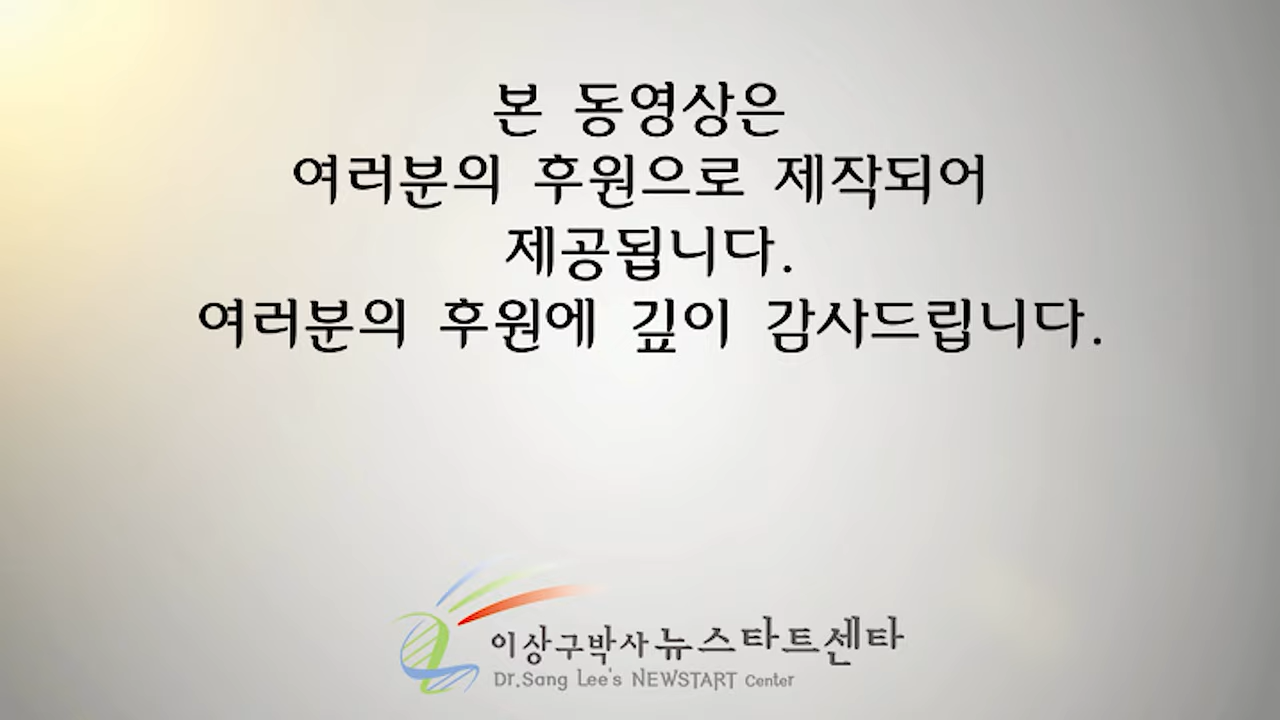 본 동영상은
여러분의 후원으로 제작되어
제공됩니다.
여러분의 후원에 깊이 감사드립니다.
이상구박사뉴스타트센타
Dr.Sang Lee's NEWSTART Center